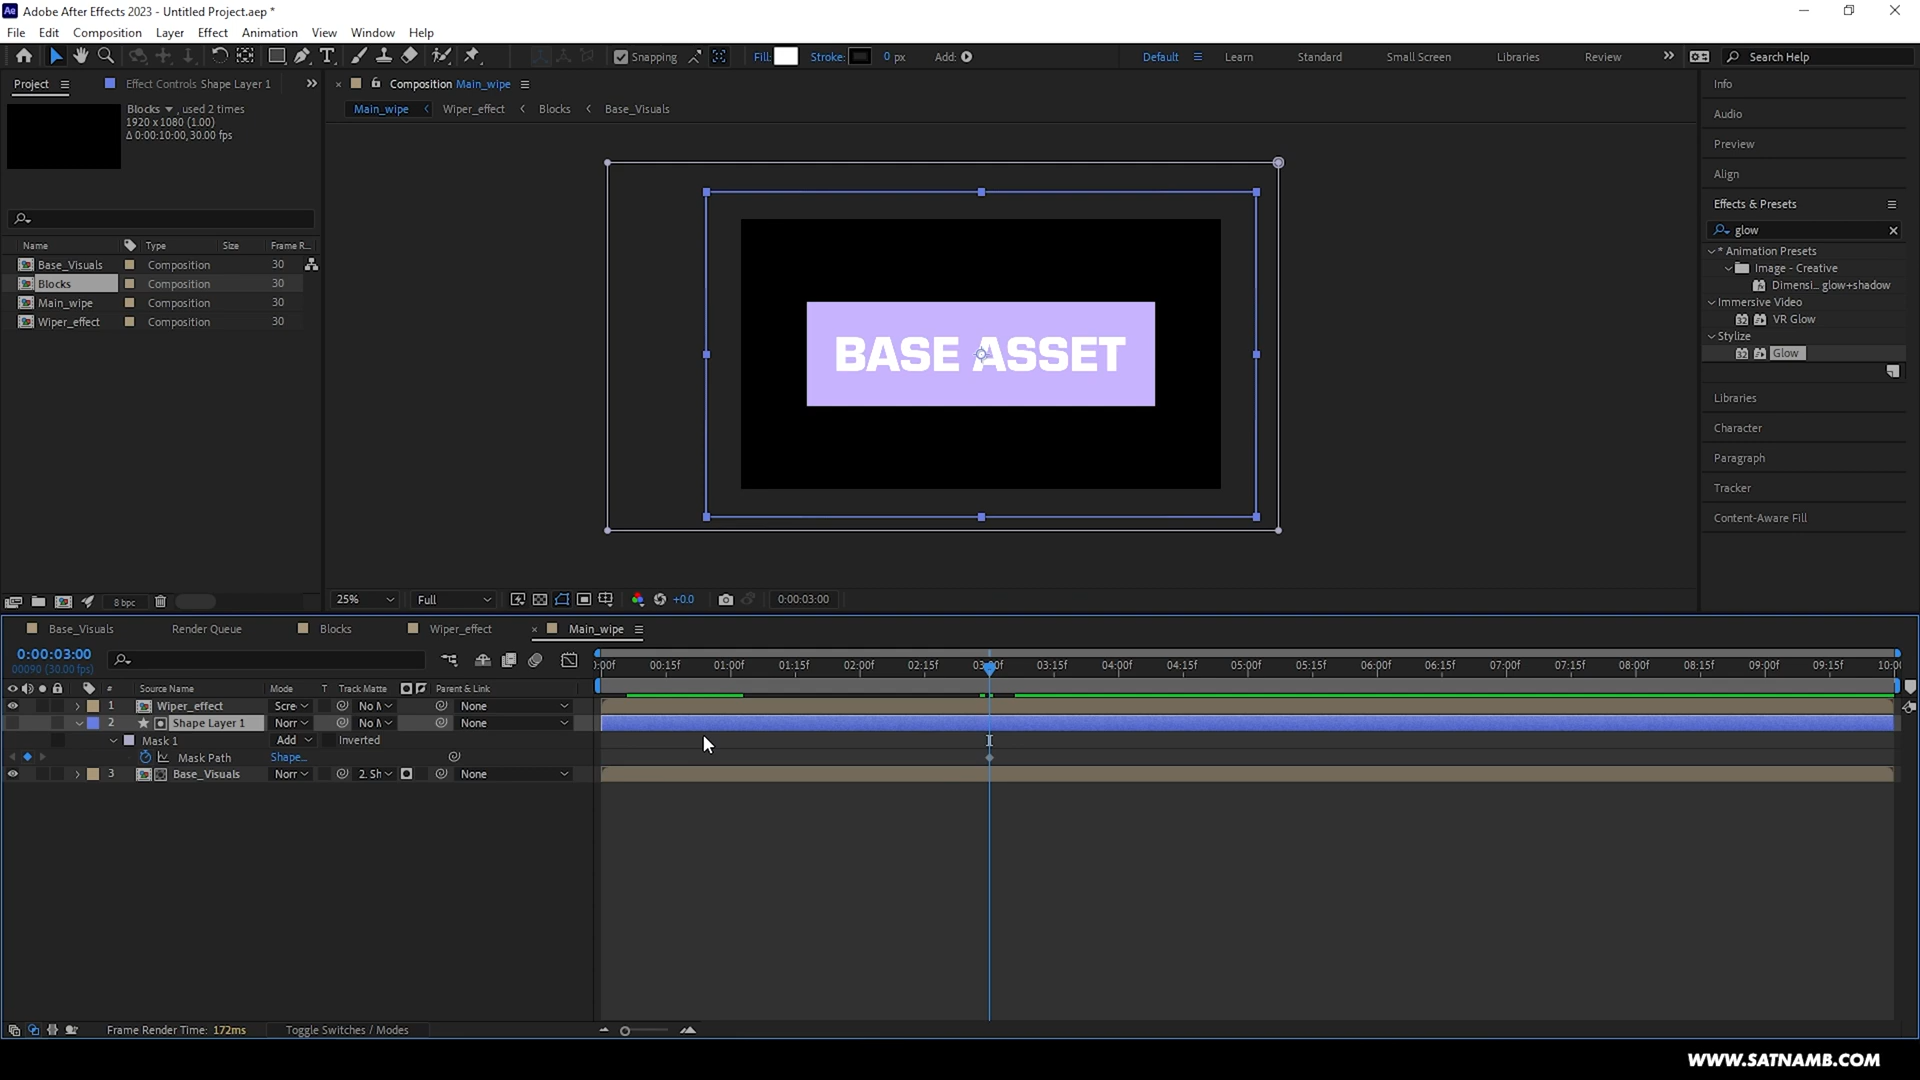 Adobe After Effects 2023 - Untitled Project.aep *
File Edit Composition Layer Effect Animation View Window Help
Snapping Fill: Stroke: 0 px Add: Default Learn Standard Small Screen Libraries Review Search Help
Project Effect Controls Shape Layer 1 Composition Main_wipe
Main_wipe Wiper_effect Blocks Base_Visuals
Blocks , used 2 times
1920 x 1080 (1.00)
Δ 0:00:10:00, 30.00 fps
Name Type Size Frame R...
Base_Visuals Composition 30
Blocks Composition 30
Main_wipe Composition 30
Wiper_effect Composition 30
8 bpc
BASE ASSET
25% Full +0.0 0:00:03:00
Info
Audio
Preview
Align
Effects & Presets
glow
* Animation Presets
Image - Creative
Dimensi... glow+shadow
Immersive Video
VR Glow
Stylize
Glow
Libraries
Character
Paragraph
Tracker
Content-Aware Fill
Base_Visuals Render Queue Blocks Wiper_effect Main_wipe
0:00:03:00
00090 (30.00 fps)
00:15f 01:00f 01:15f 02:00f 02:15f 03:00f 03:15f 04:00f 04:15f 05:00f 05:15f 06:00f 06:15f 07:00f 07:15f 08:00f 08:15f 09:00f 09:15f
# Source Name Mode T Track Matte Parent & Link
1 Wiper_effect Scre No M None
2 Shape Layer 1 Norr No M None
Mask 1 Add Inverted
Mask Path Shape...
3 Base_Visuals Norr 2. Sh None
Frame Render Time: 172ms Toggle Switches / Modes
WWW.SATNAMB.COM